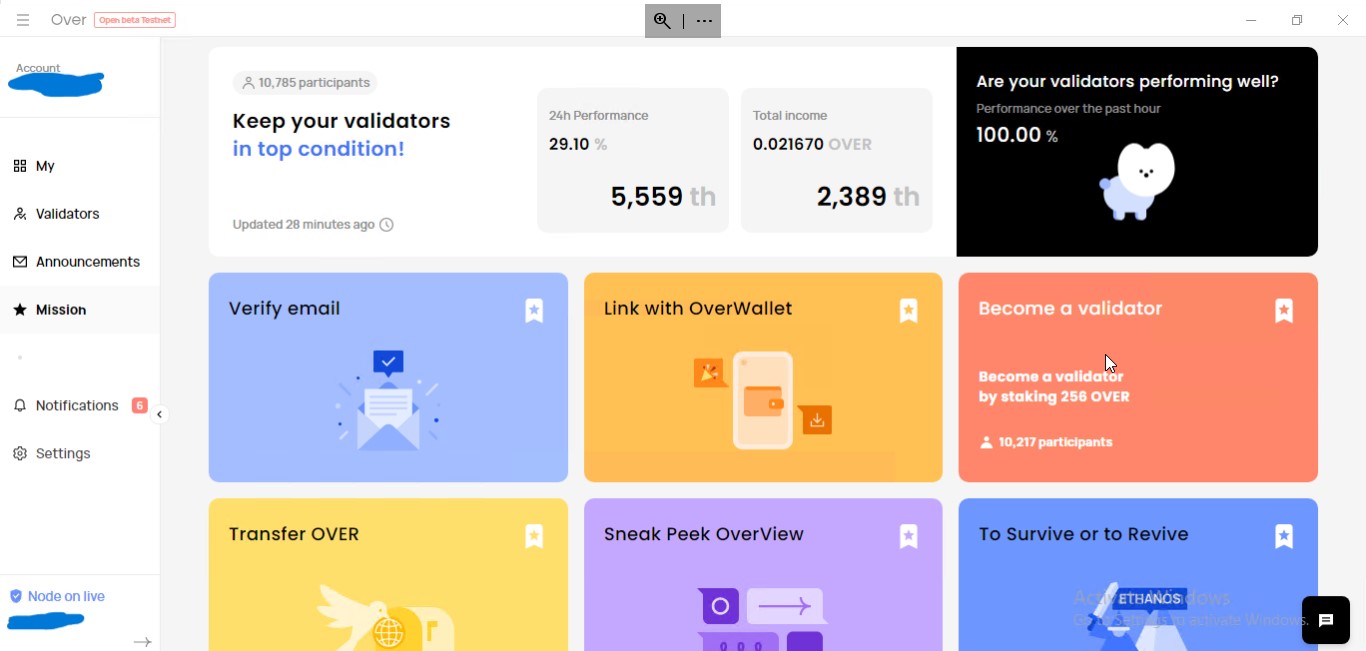 Over Open beta Testnet
Account
My
Validators
Announcements
Mission
Notifications 6
Settings
Node on live
10,785 participants
Keep your validators
in top condition!
Updated 28 minutes ago
24h Performance
29.10 %
5,559 th
Total income
0.021670 OVER
2,389 th
Are your validators performing well?
Performance over the past hour
100.00 %
Verify email
Link with OverWallet
Become a validator
Become a validator
by staking 256 OVER
10,217 participants
Transfer OVER
Sneak Peek OverView
To Survive or to Revive
ETHANOS
Activate Windows
Go to Settings to activate Windows.